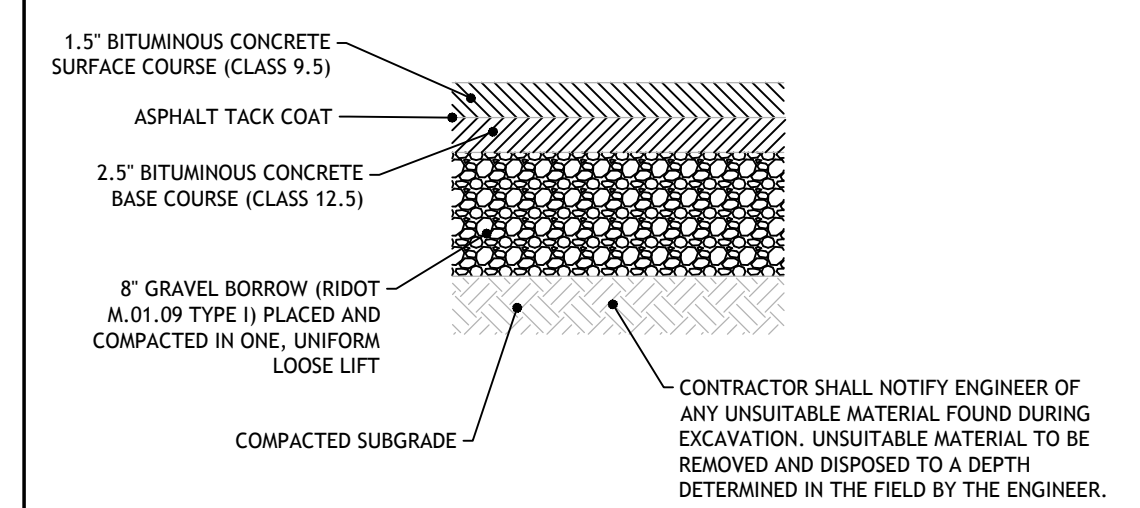 1.5" BITUMINOUS CONCRETE
SURFACE COURSE (CLASS 9.5)
ASPHALT TACK COAT
2.5" BITUMINOUS CONCRETE
BASE COURSE (CLASS 12.5)
8" GRAVEL BORROW (RIDOT
M.01.09 TYPE I) PLACED AND
COMPACTED IN ONE, UNIFORM
LOOSE LIFT
COMPACTED SUBGRADE
CONTRACTOR SHALL NOTIFY ENGINEER OF
ANY UNSUITABLE MATERIAL FOUND DURING
EXCAVATION. UNSUITABLE MATERIAL TO BE
REMOVED AND DISPOSED TO A DEPTH
DETERMINED IN THE FIELD BY THE ENGINEER.